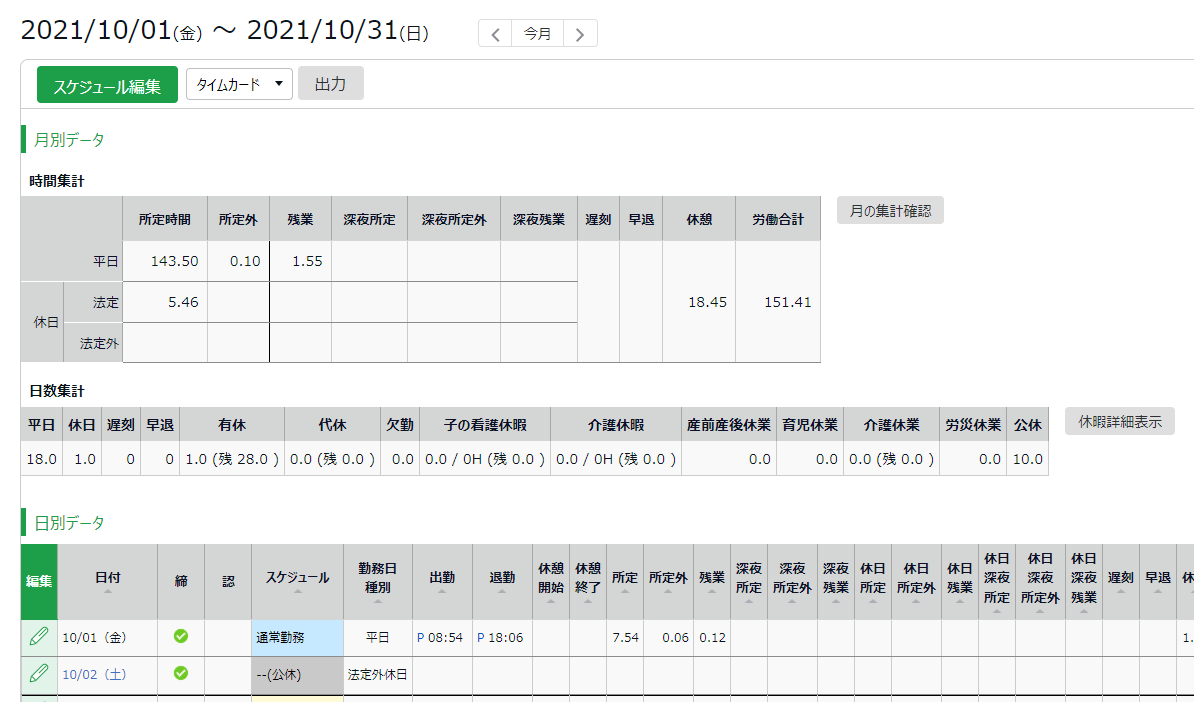 2021/10/01(金) ～ 2021/10/31(日) 今月
スケジュール編集 タイムカード 出力
月別データ
時間集計
所定時間 所定外 残業 深夜所定 深夜所定外 深夜残業 遅刻 早退 休憩 労働合計 月の集計確認
平日 143.50 0.10 1.55
休日 法定 5.46 18.45 151.41
法定外
日数集計
平日 休日 遅刻 早退 有休 代休 欠勤 子の看護休暇 介護休暇 産前産後休業 育児休業 介護休業 労災休業 公休 休暇詳細表示
18.0 1.0 0 0 1.0 (残 28.0 ) 0.0 (残 0.0 ) 0.0 0.0 / 0H (残 0.0 ) 0.0 / 0H (残 0.0 ) 0.0 0.0 0.0 (残 0.0 ) 0.0 10.0
日別データ
編集 日付 締 認 スケジュール 勤務日種別 出勤 退勤 休憩開始 休憩終了 所定 所定外 残業 深夜所定 深夜所定外 深夜残業 休日所定 休日所定外 休日残業 休日深夜所定 休日深夜所定外 休日深夜残業 遅刻 早退 休
10/01（金） 通常勤務 平日 P 08:54 P 18:06 7.54 0.06 0.12 1.
10/02（土） --(公休) 法定外休日